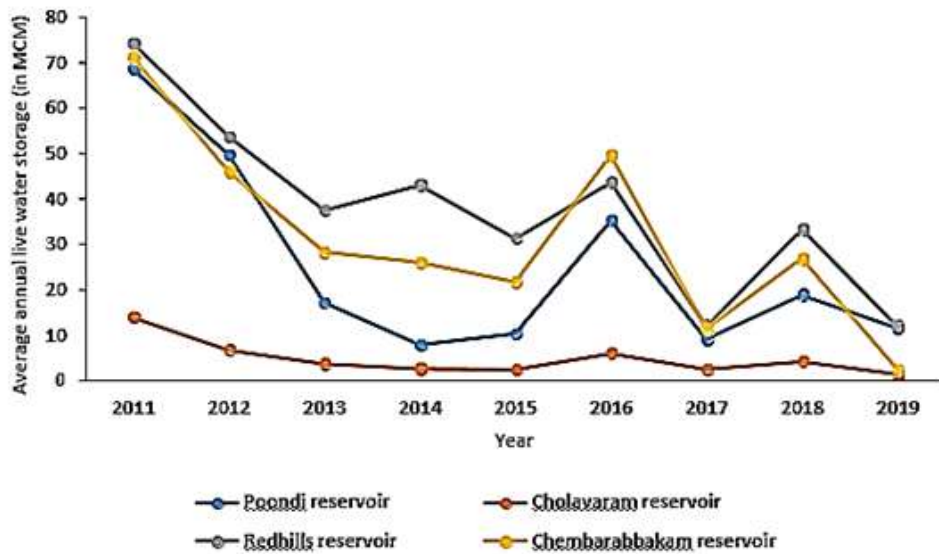 Average annual live water storage (in MCM)
80
70
60
50
40
30
20
10
0
2011 2012 2013 2014 2015 2016 2017 2018 2019
Year
Poondi reservoir Cholavaram reservoir
Redhills reservoir Chembarabbakam reservoir